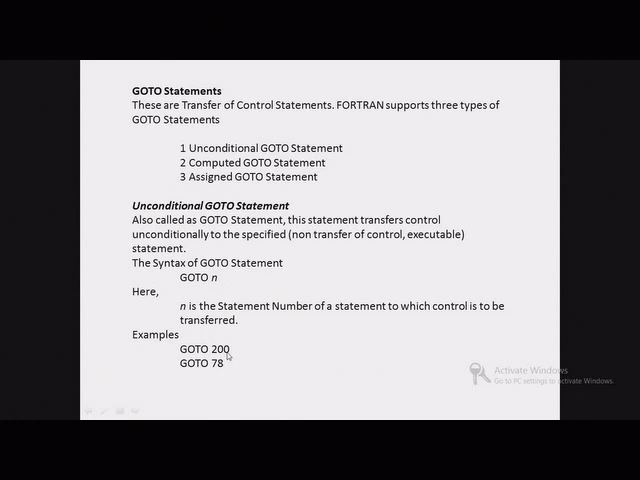 GOTO Statements
These are Transfer of Control Statements. FORTRAN supports three types of
GOTO Statements
1 Unconditional GOTO Statement
2 Computed GOTO Statement
3 Assigned GOTO Statement
Unconditional GOTO Statement
Also called as GOTO Statement, this statement transfers control
unconditionally to the specified (non transfer of control, executable)
statement.
The Syntax of GOTO Statement
GOTO n
Here,
n is the Statement Number of a statement to which control is to be
transferred.
Examples
GOTO 200
GOTO 78
Activate Windows
Go to PC settings to activate Windows.